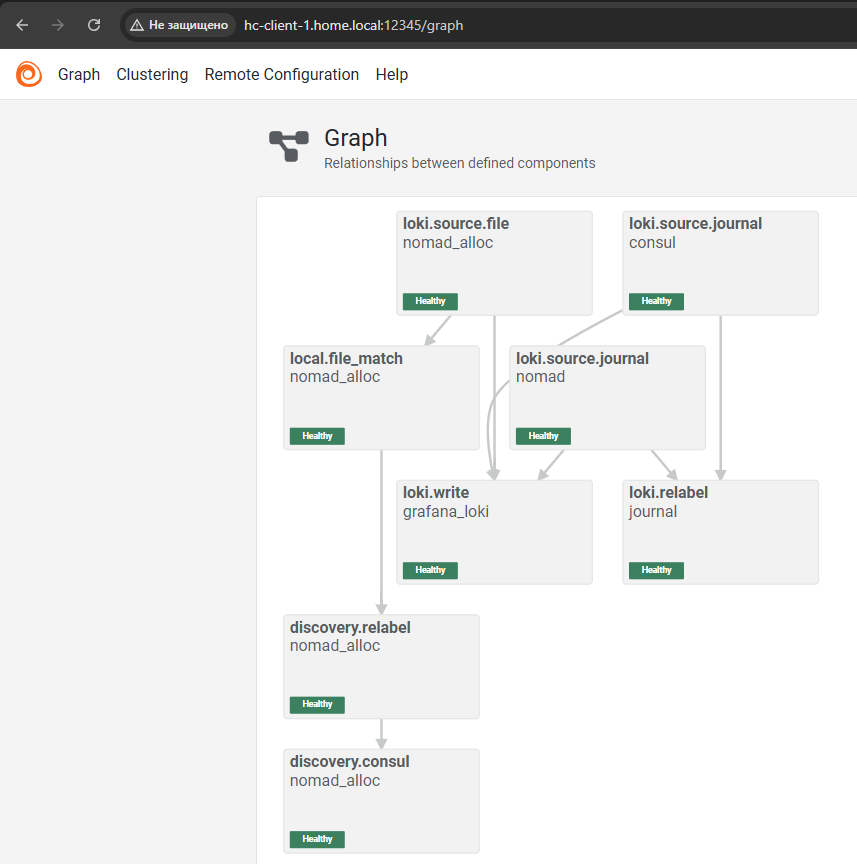 Не защищено hc-client-1.home.local:12345/graph
Graph Clustering Remote Configuration Help
Graph
Relationships between defined components
loki.source.file
nomad_alloc
Healthy
loki.source.journal
consul
Healthy
local.file_match
nomad_alloc
Healthy
loki.source.journal
nomad
Healthy
loki.write
grafana_loki
Healthy
loki.relabel
journal
Healthy
discovery.relabel
nomad_alloc
Healthy
discovery.consul
nomad_alloc
Healthy